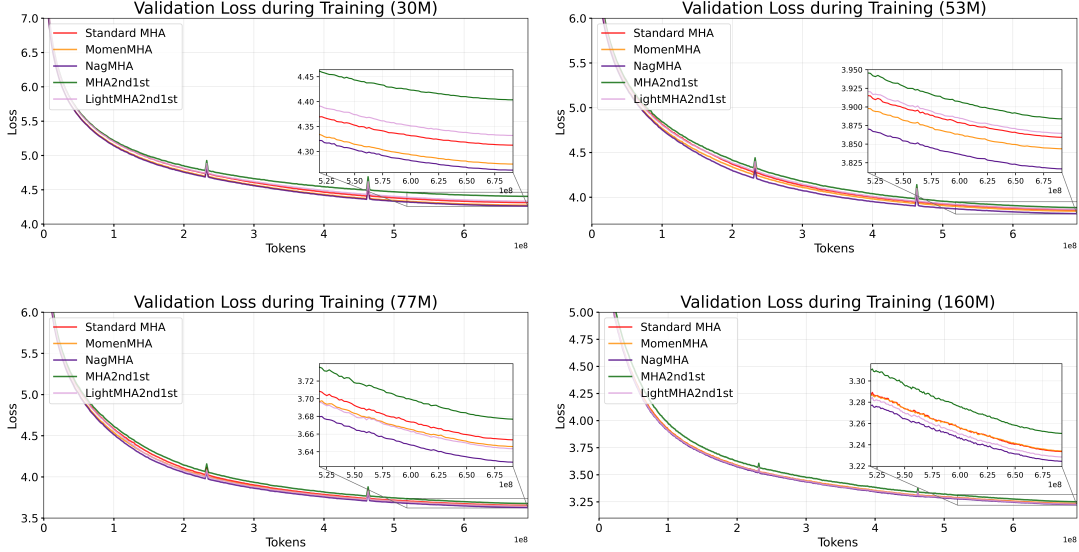 Validation Loss during Training (30M)
Loss
7.0
6.5
6.0
5.5
5.0
4.5
4.0
Standard MHA
MomenMHA
NagMHA
MHA2nd1st
LightMHA2nd1st
4.45
4.40
4.35
4.30
5.25 5.50 5.75 6.00 6.25 6.50 6.75
1e8
0 1 2 3 4 5 6
1e8
Tokens
Validation Loss during Training (53M)
Loss
6.0
5.5
5.0
4.5
4.0
Standard MHA
MomenMHA
NagMHA
MHA2nd1st
LightMHA2nd1st
3.950
3.925
3.900
3.875
3.850
3.825
5.25 5.50 5.75 6.00 6.25 6.50 6.75
1e8
0 1 2 3 4 5 6
1e8
Tokens
Validation Loss during Training (77M)
Loss
6.0
5.5
5.0
4.5
4.0
3.5
Standard MHA
MomenMHA
NagMHA
MHA2nd1st
LightMHA2nd1st
3.72
3.70
3.68
3.66
3.64
5.25 5.50 5.75 6.00 6.25 6.50 6.75
1e8
0 1 2 3 4 5 6
1e8
Tokens
Validation Loss during Training (160M)
Loss
5.00
4.75
4.50
4.25
4.00
3.75
3.50
3.25
Standard MHA
MomenMHA
NagMHA
MHA2nd1st
LightMHA2nd1st
3.30
3.28
3.26
3.24
3.22
5.25 5.50 5.75 6.00 6.25 6.50 6.75
1e8
0 1 2 3 4 5 6
1e8
Tokens